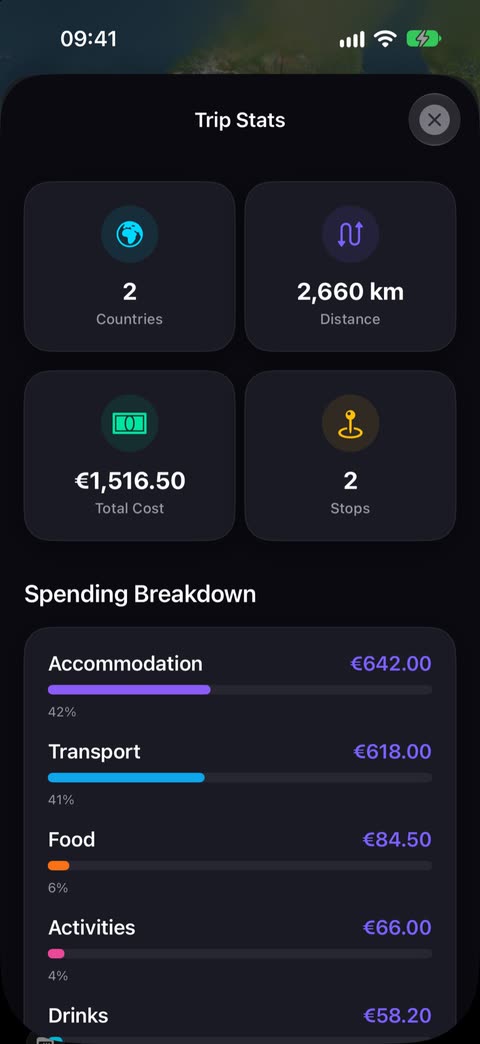 09:41
Trip Stats
2
Countries
2,660 km
Distance
€1,516.50
Total Cost
2
Stops
Spending Breakdown
Accommodation €642.00
42%
Transport €618.00
41%
Food €84.50
6%
Activities €66.00
4%
Drinks €58.20